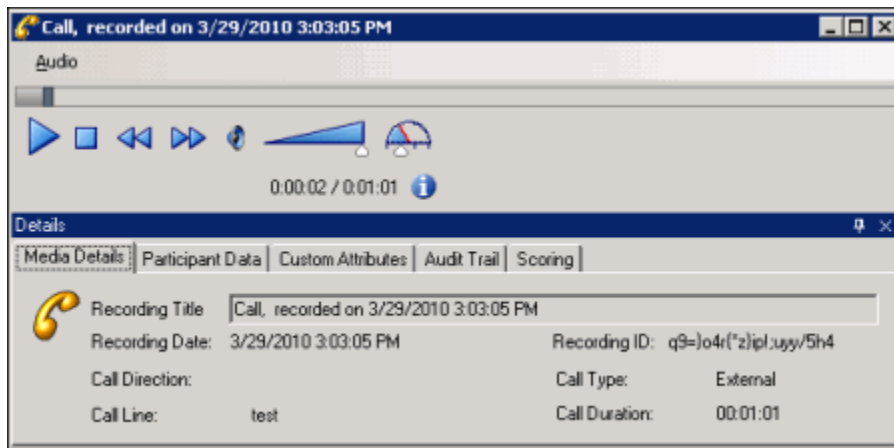 Call, recorded on 3/29/2010 3:03:05 PM
Audio
0:00:02 / 0:01:01
Details
Media Details Participant Data Custom Attributes Audit Trail Scoring
Recording Title Call, recorded on 3/29/2010 3:03:05 PM
Recording Date: 3/29/2010 3:03:05 PM Recording ID:
Call Direction: Call Type: External
Call Line: test Call Duration: 00:01:01